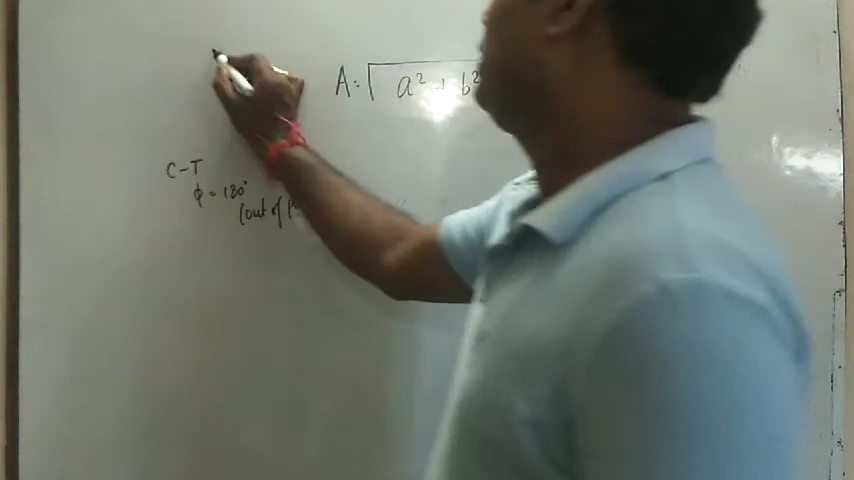 A = √ a² + b²
C-T
ϕ = 180°
(out of P